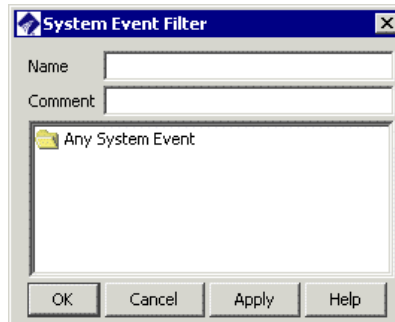 System Event Filter
Name
Comment
Any System Event
OK Cancel Apply Help